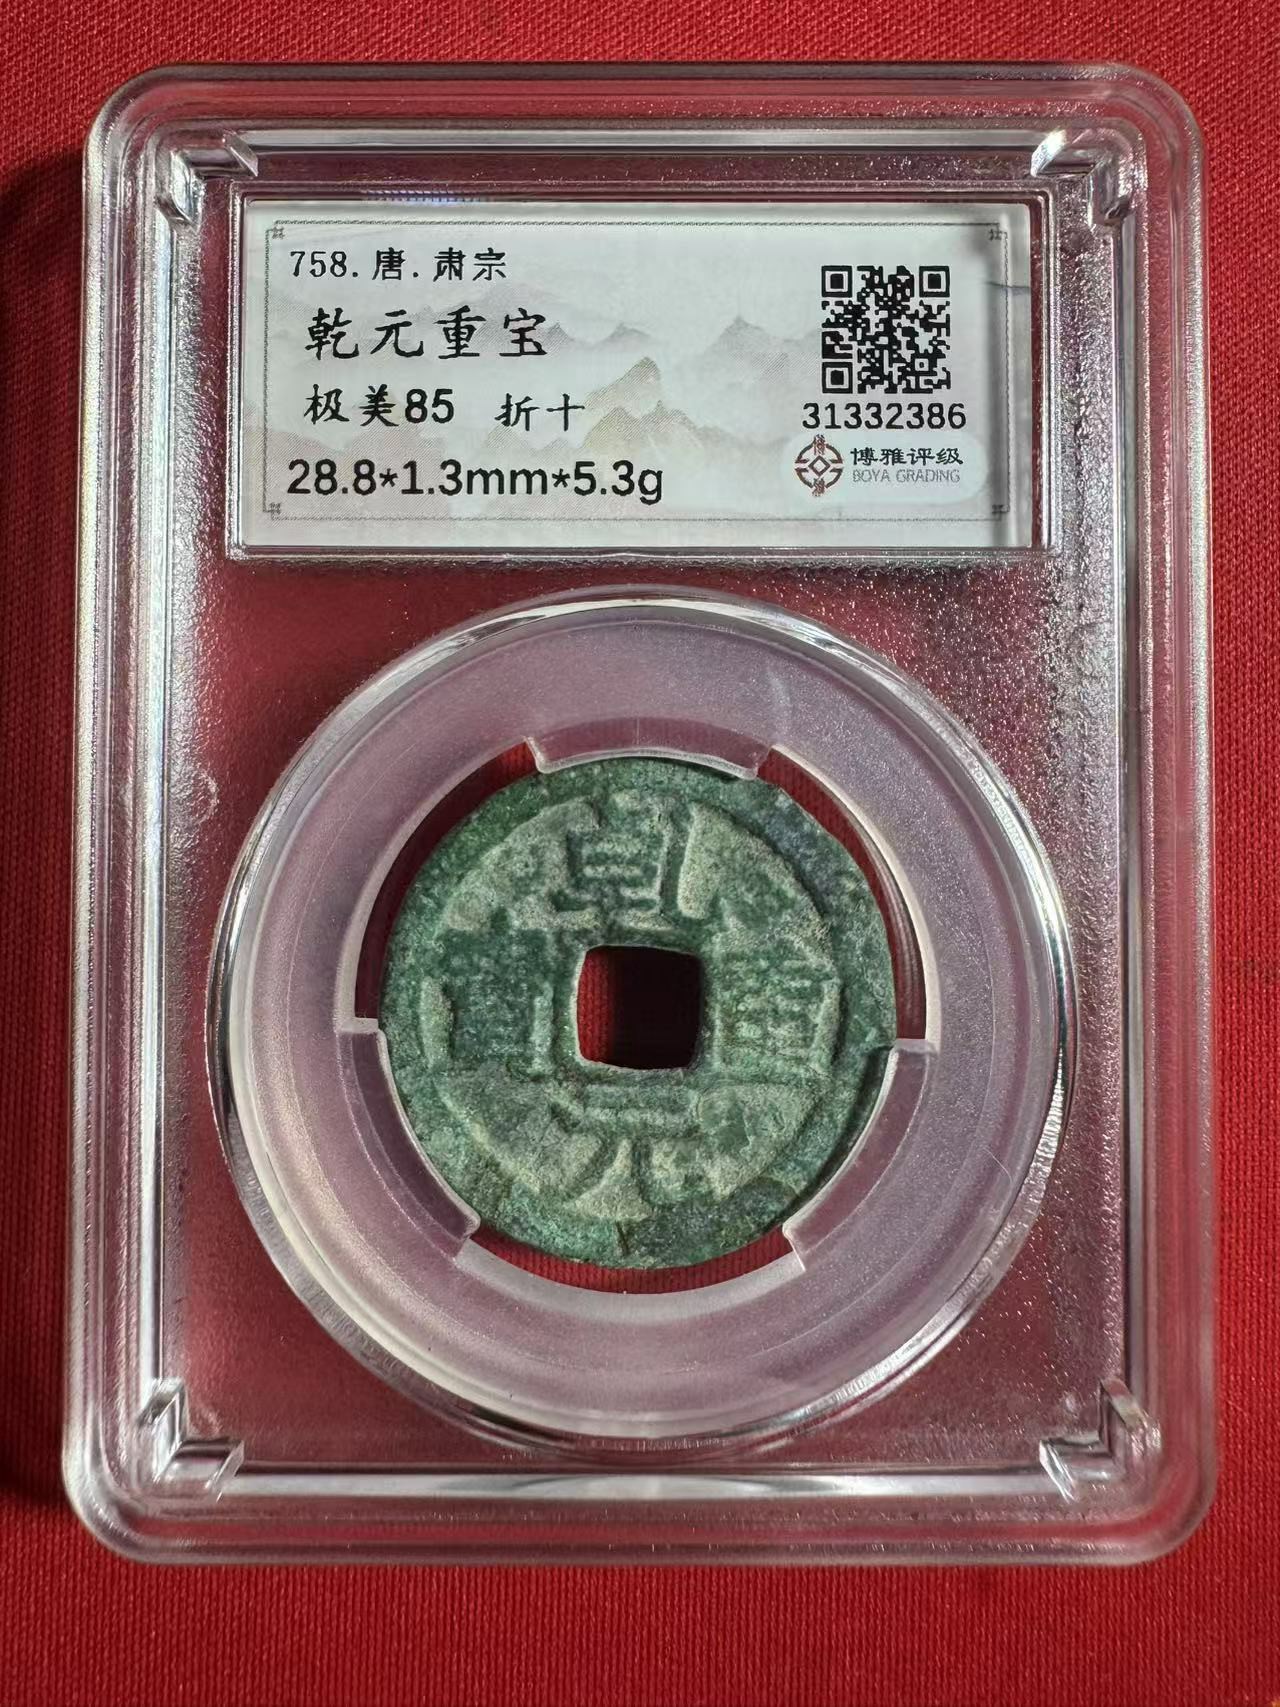 758.唐.肃宗
乾元重宝
极美85 折十
28.8*1.3mm*5.3g
31332386
博雅评级
BOYA GRADING
乾
寶 重
元